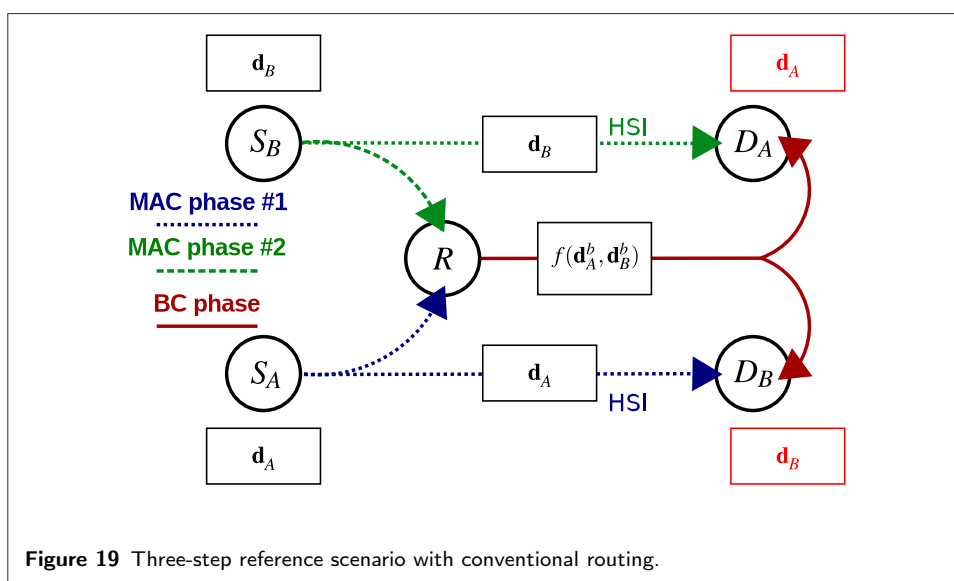 d_B
d_A
S_B
HSI
d_B
D_A
MAC phase #1
MAC phase #2
R
f(d_A^b, d_B^b)
BC phase
S_A
d_A
D_B
HSI
d_A
d_B
Figure 19 Three-step reference scenario with conventional routing.